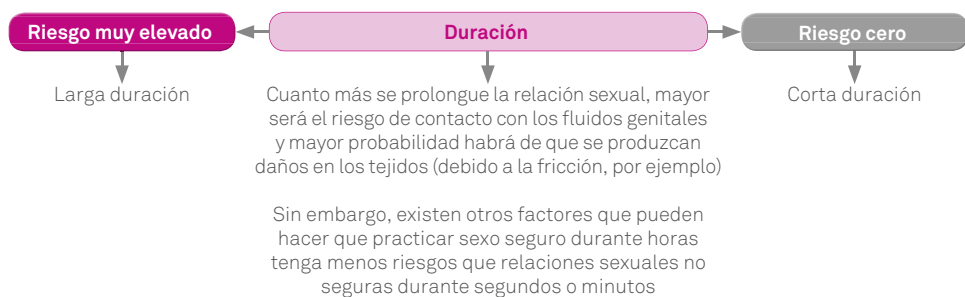 Riesgo muy elevado
Duración
Riesgo cero
Larga duración
Cuanto más se prolongue la relación sexual, mayor
será el riesgo de contacto con los fluidos genitales
y mayor probabilidad habrá de que se produzcan
daños en los tejidos (debido a la fricción, por ejemplo)
Sin embargo, existen otros factores que pueden
hacer que practicar sexo seguro durante horas
tenga menos riesgos que relaciones sexuales no
seguras durante segundos o minutos
Corta duración